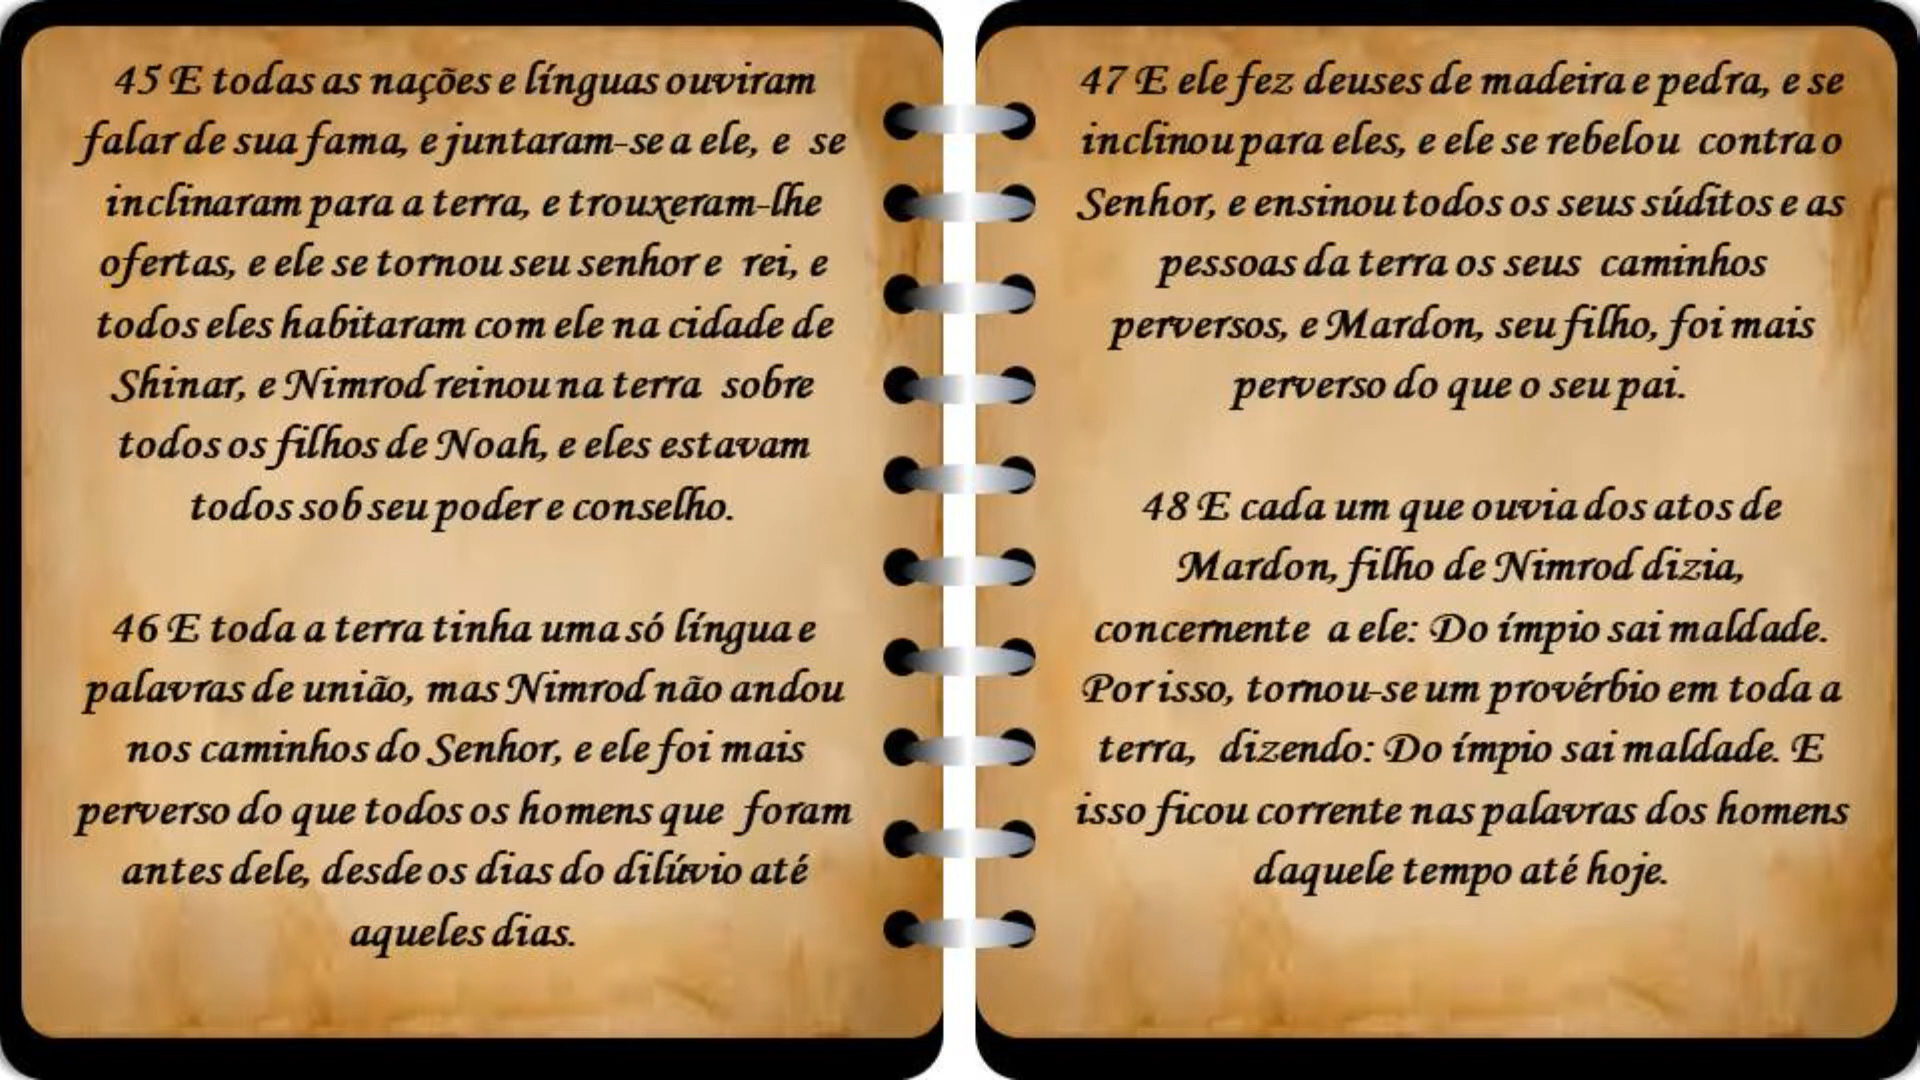 45 E todas as nações e línguas ouviram
falar de sua fama, e juntaram-se a ele, e se
inclinaram para a terra, e trouxeram-lhe
ofertas, e ele se tornou seu senhor e rei, e
todos eles habitaram com ele na cidade de
Shinar, e Nimrod reinou na terra sobre
todos os filhos de Noah, e eles estavam
todos sob seu poder e conselho.
46 E toda a terra tinha uma só língua e
palavras de união, mas Nimrod não andou
nos caminhos do Senhor, e ele foi mais
perverso do que todos os homens que foram
antes dele, desde os dias do dilúvio até
aqueles dias.
47 E ele fez deuses de madeira e pedra, e se
inclinou para eles, e ele se rebelou contra o
Senhor, e ensinou todos os seus súditos e as
pessoas da terra os seus caminhos
perversos, e Mardon, seu filho, foi mais
perverso do que o seu pai.
48 E cada um que ouvia dos atos de
Mardon, filho de Nimrod dizia,
concernente a ele: Do ímpio sai maldade.
Por isso, tornou-se um provérbio em toda a
terra, dizendo: Do ímpio sai maldade. E
isso ficou corrente nas palavras dos homens
daquele tempo até hoje.